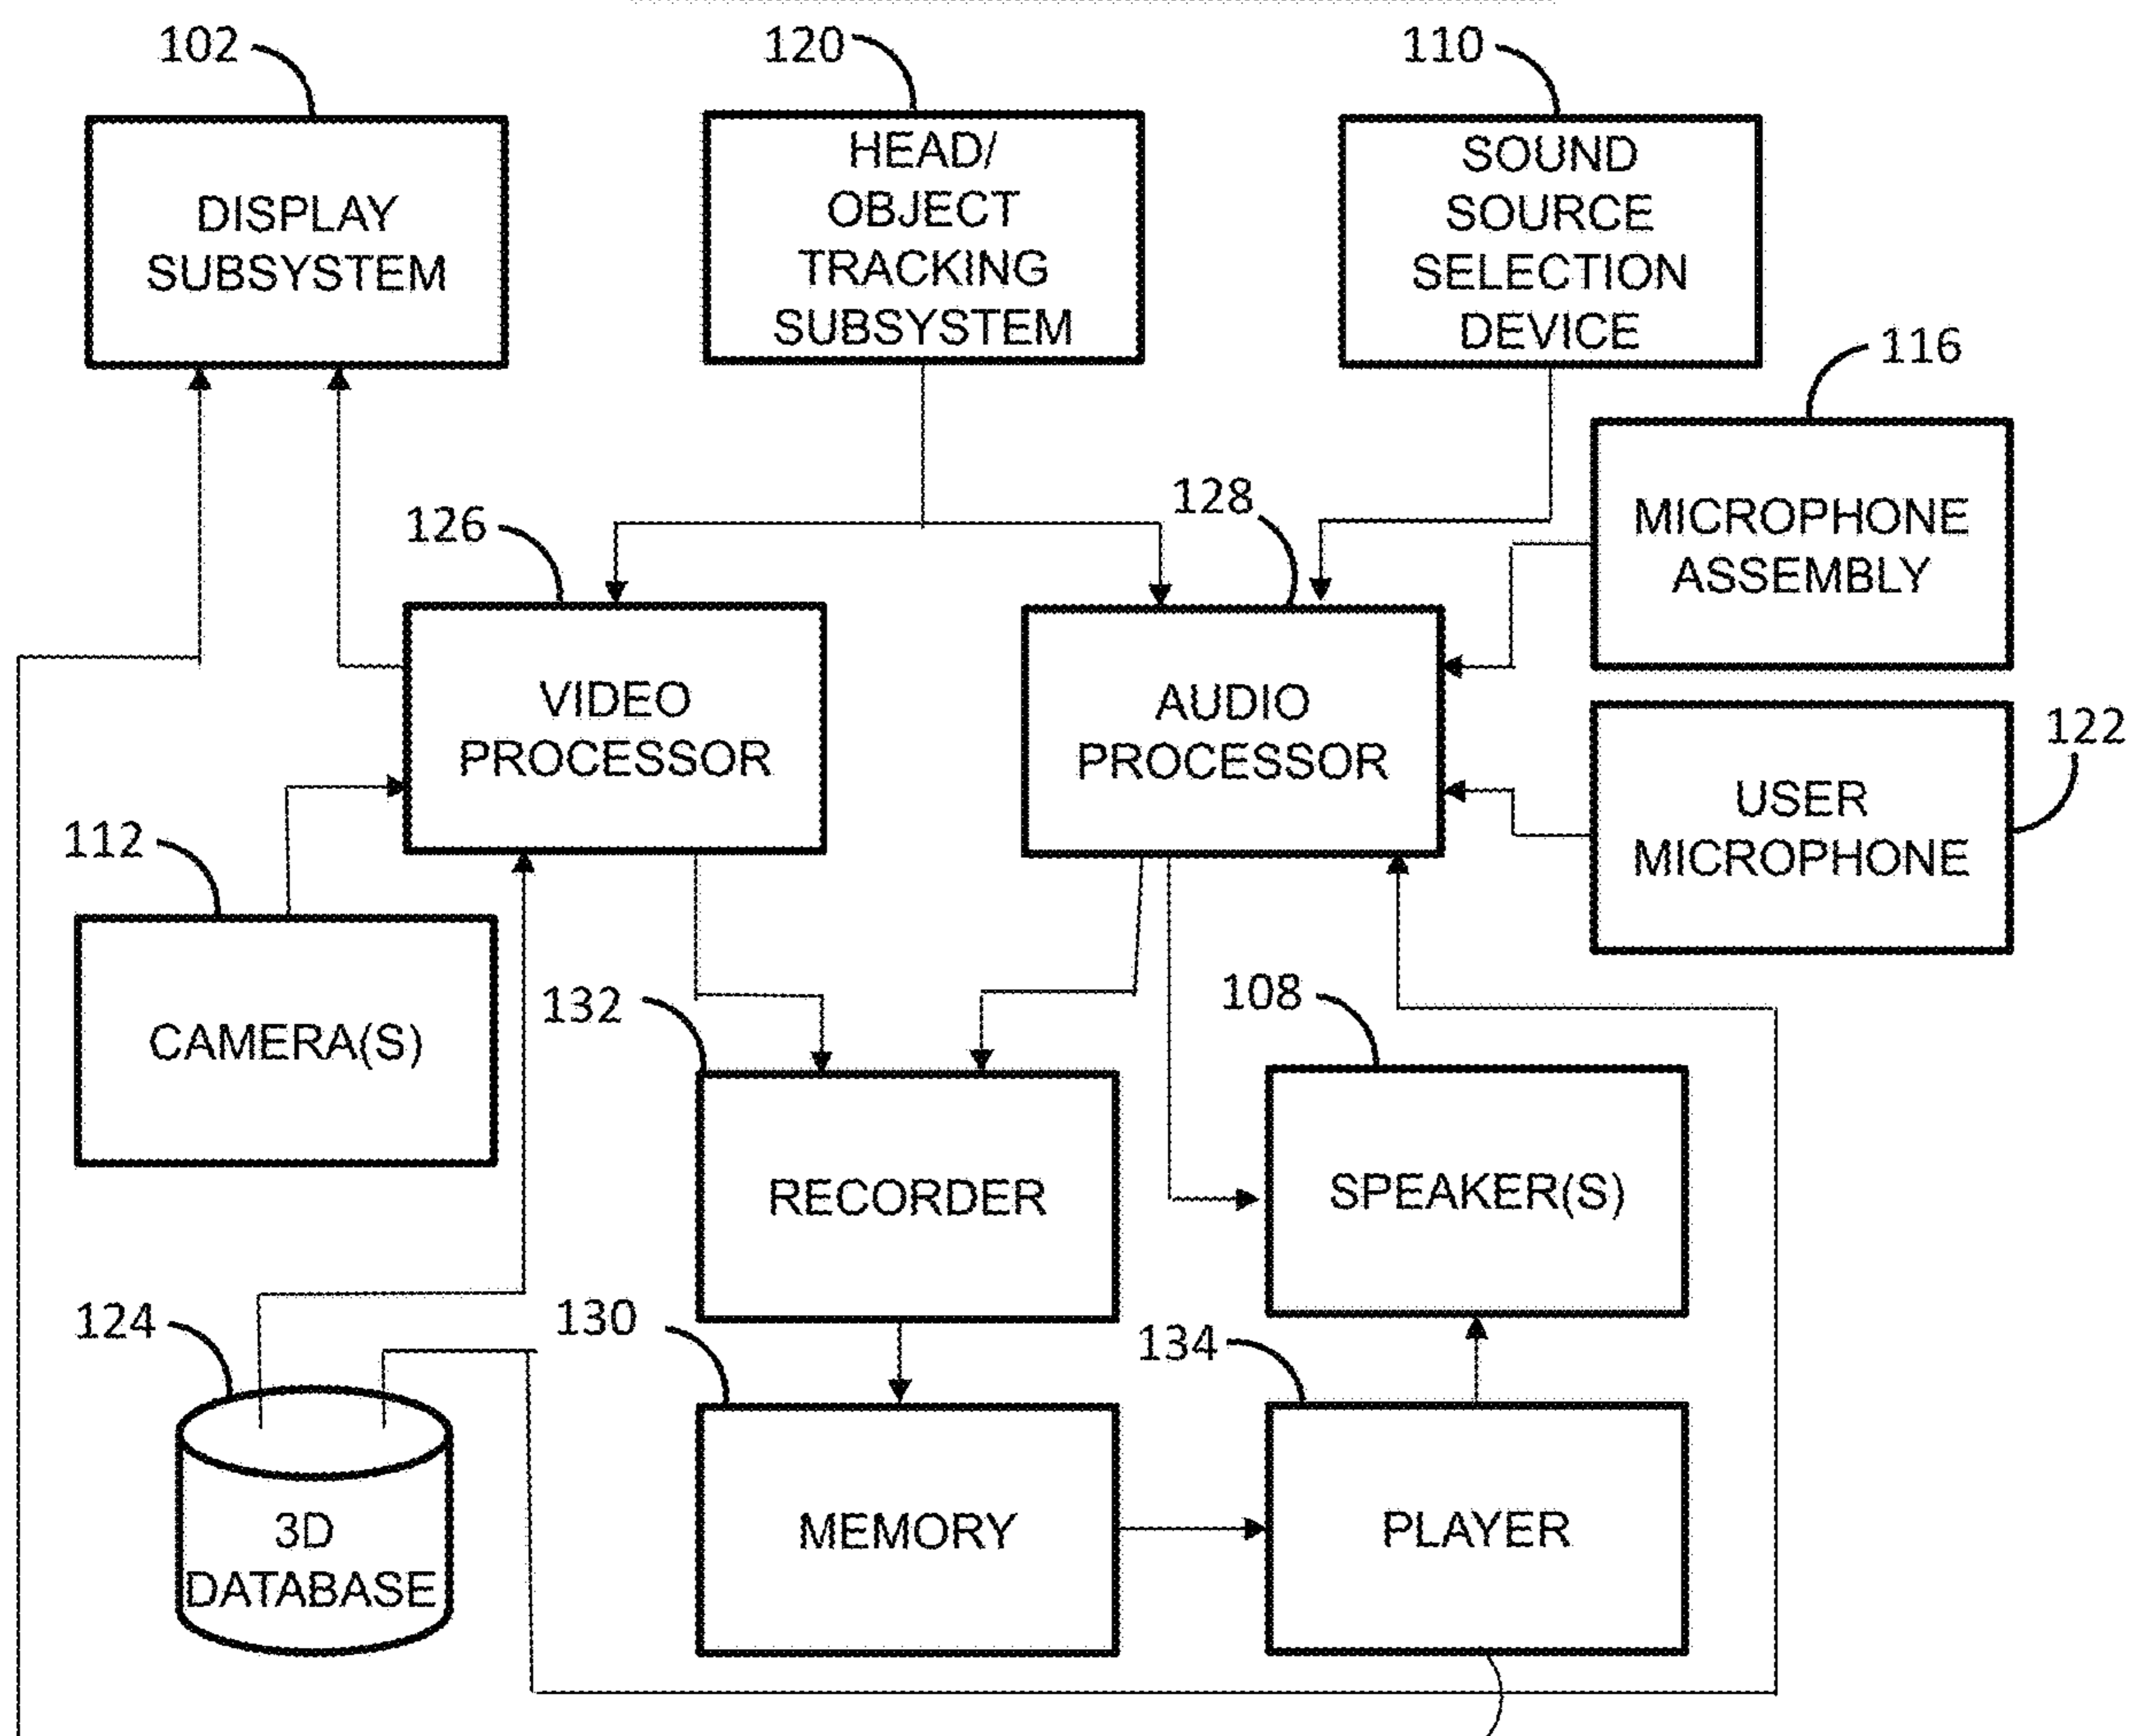 102
120
110
DISPLAY
SUBSYSTEM
HEAD/
OBJECT
TRACKING
SUBSYSTEM
SOUND
SOURCE
SELECTION
DEVICE
116
MICROPHONE
ASSEMBLY
126
128
VIDEO
PROCESSOR
AUDIO
PROCESSOR
122
USER
MICROPHONE
112
CAMERA(S)
132
108
RECORDER
SPEAKER(S)
124
130
134
3D
DATABASE
MEMORY
PLAYER